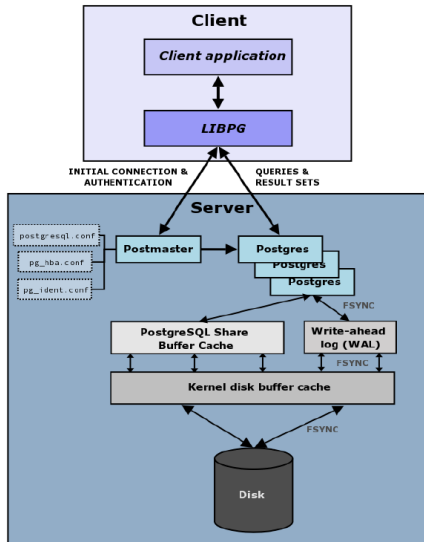 Client
Client application
LIBPG
INITIAL CONNECTION &
AUTHENTICATION
QUERIES &
RESULT SETS
Server
postgresql.conf
pg_hba.conf
pg_ident.conf
Postmaster
Postgres
Postgres
Postgres
FSYNC
PostgreSQL Share
Buffer Cache
Write-ahead
log (WAL)
FSYNC
Kernel disk buffer cache
FSYNC
Disk